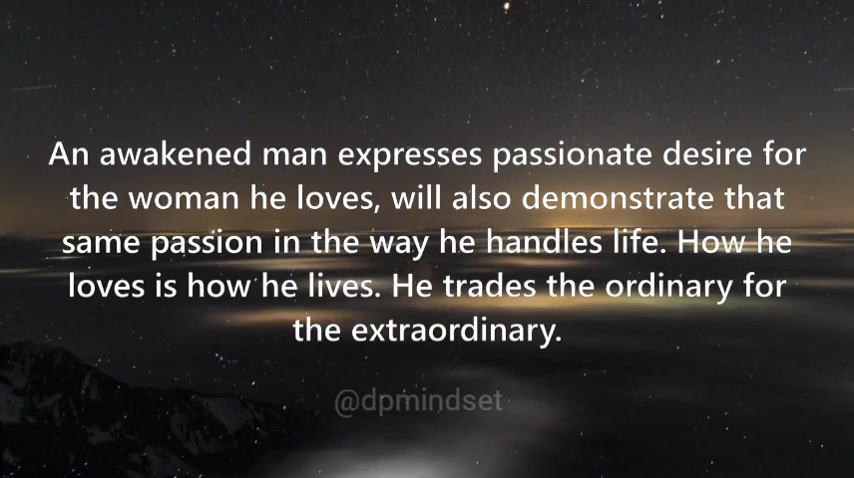 An awakened man expresses passionate desire for
the woman he loves, will also demonstrate that
same passion in the way he handles life. How he
loves is how he lives. He trades the ordinary for
the extraordinary.
@dpmindset